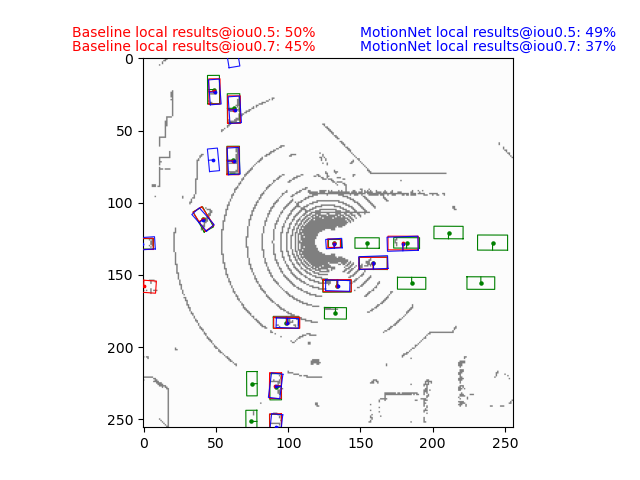 Baseline local results@iou0.5: 50% MotionNet local results@iou0.5: 49%
Baseline local results@iou0.7: 45% MotionNet local results@iou0.7: 37%
0
50
100
150
200
250
0 50 100 150 200 250